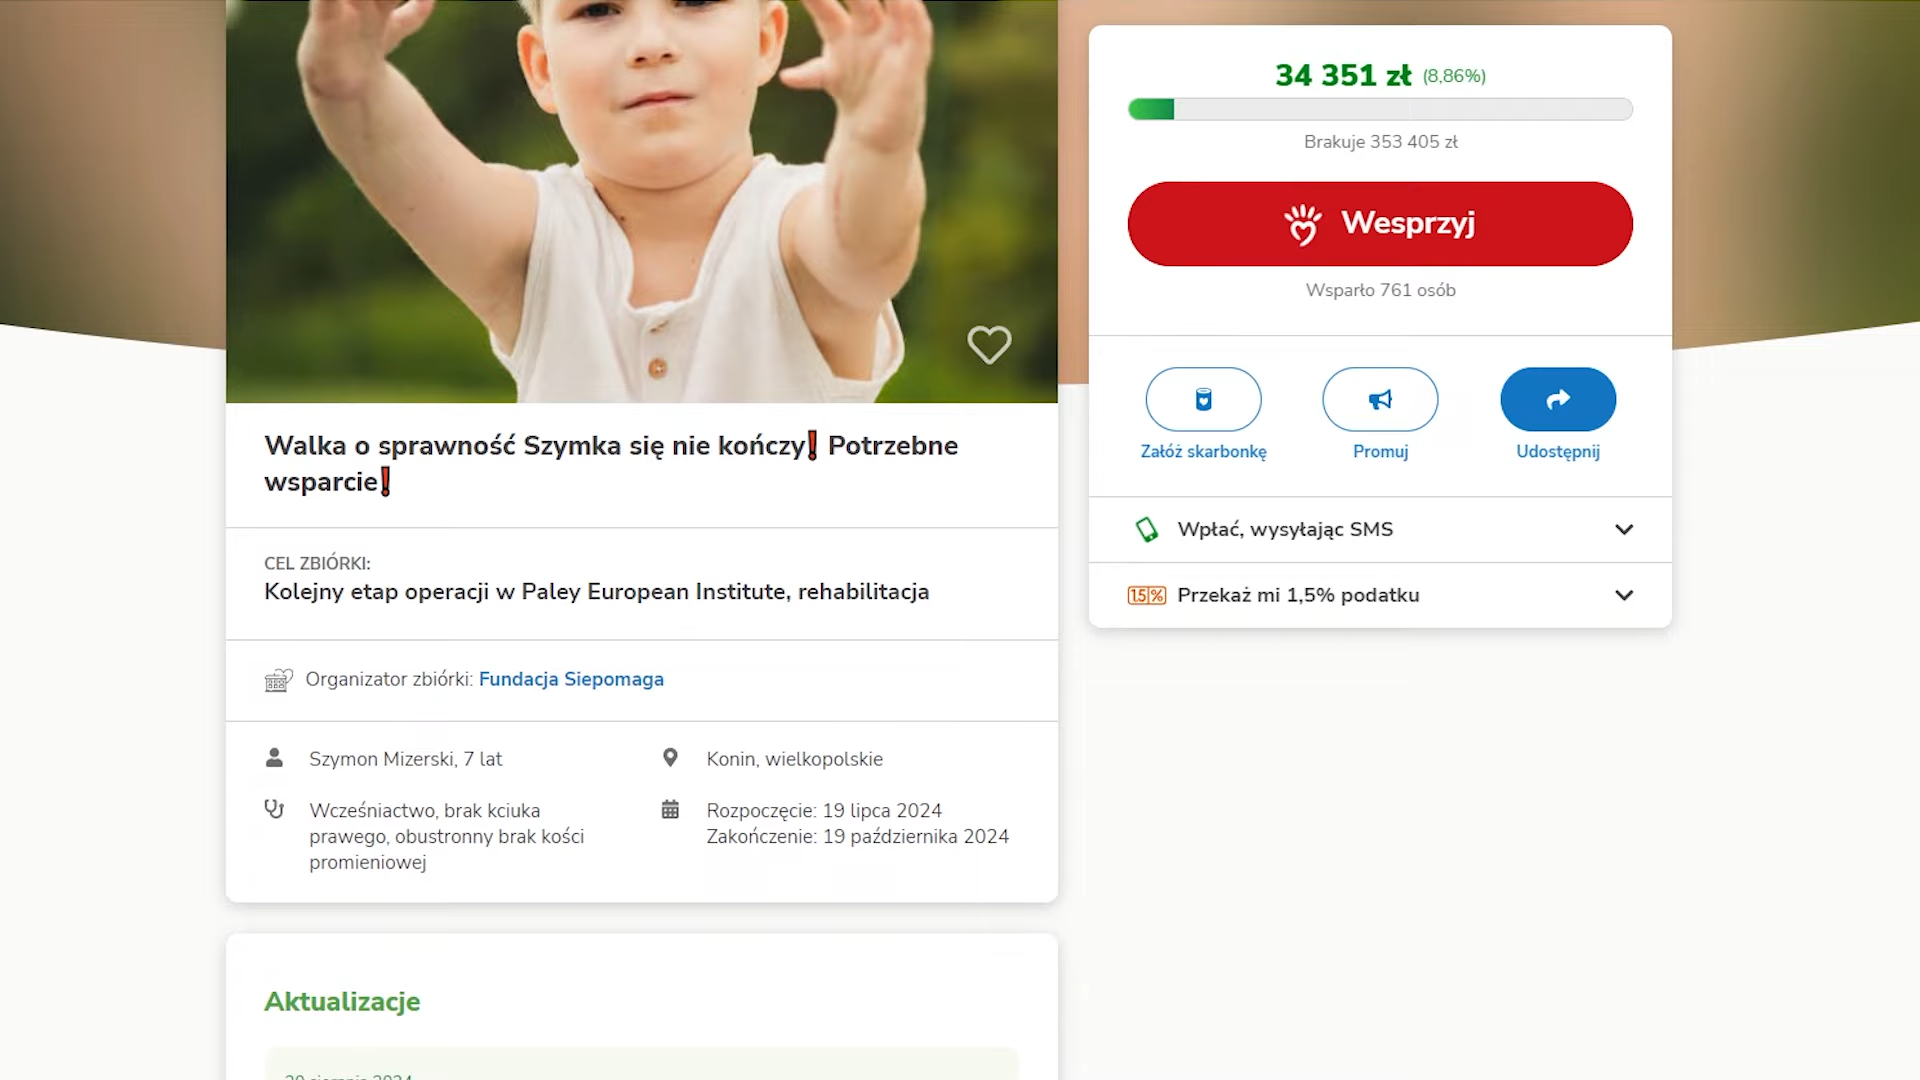 34 351 zł (8,86%)
Brakuje 353 405 zł
Wesprzyj
Wsparło 761 osób
Załóż skarbonkę
Promuj
Udostępnij
Wpłać, wysyłając SMS
1,5% Przekaż mi 1,5% podatku
Walka o sprawność Szymka się nie kończy❗ Potrzebne
wsparcie❗
CEL ZBIÓRKI:
Kolejny etap operacji w Paley European Institute, rehabilitacja
Organizator zbiórki: Fundacja Siepomaga
Szymon Mizerski, 7 lat
Wcześniactwo, brak kciuka
prawego, obustronny brak kości
promieniowej
Konin, wielkopolskie
Rozpoczęcie: 19 lipca 2024
Zakończenie: 19 października 2024
Aktualizacje